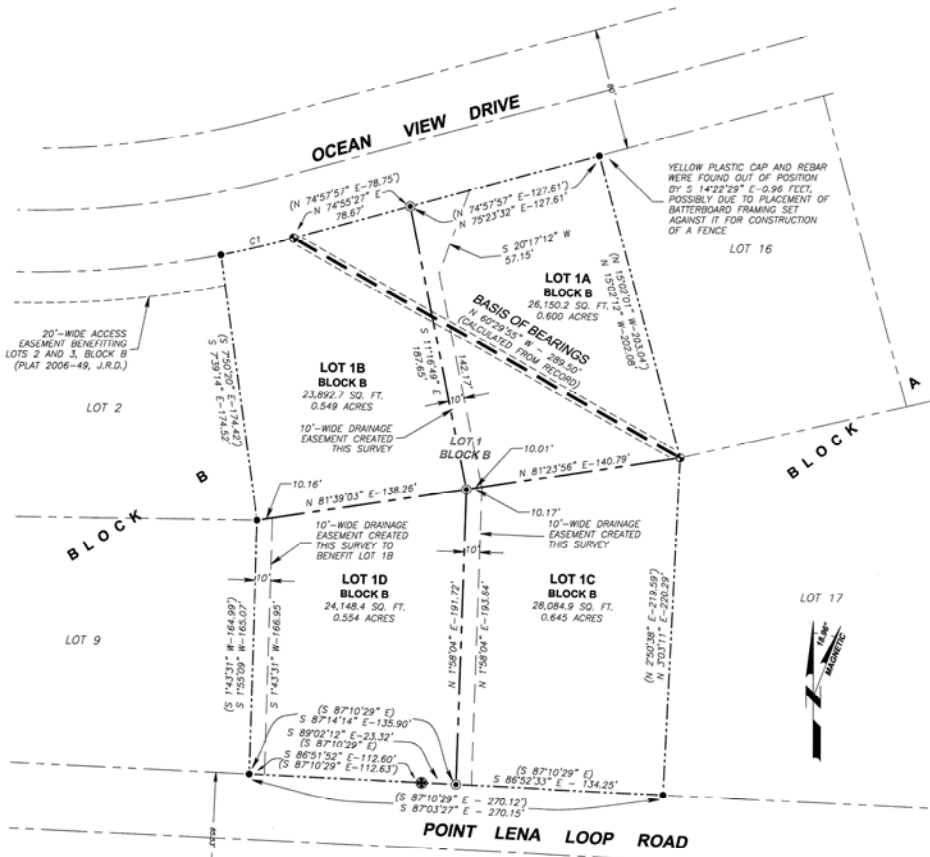 OCEAN VIEW DRIVE
80'
(N 74°57'57" E-78.75')
N 74°55'27" E
78.67'
(N 74°57'57" E-127.61')
N 75°23'32" E-127.61'
C1
YELLOW PLASTIC CAP AND REBAR
WERE FOUND OUT OF POSITION
BY S 14°22'29" E-0.96 FEET,
POSSIBLY DUE TO PLACEMENT OF
BATTERBOARD FRAMING SET
AGAINST IT FOR CONSTRUCTION
OF A FENCE
LOT 16
S 20°17'12" W
57.15'
LOT 1A
BLOCK B
26,150.2 SQ. FT.
0.600 ACRES
(N 15°02'01" W-203.04')
N 15°02'12" W-202.08'
BASIS OF BEARINGS
N 60°29'55" W - 289.50'
(CALCULATED FROM RECORD)
20'-WIDE ACCESS
EASEMENT BENEFITTING
LOTS 2 AND 3, BLOCK B
(PLAT 2006-49, J.R.D.)
(S 7°50'20" E-174.42')
S 7°39'14" E-174.52'
S 11°16'49" E
187.65'
142.17'
10'
LOT 1B
BLOCK B
23,892.7 SQ. FT.
0.549 ACRES
10'-WIDE DRAINAGE
EASEMENT CREATED
THIS SURVEY
LOT 2
LOT 1
BLOCK B
BLOCK A
BLOCK B
10.01'
N 81°23'56" E-140.79'
10.16'
N 81°39'03" E-138.26'
10.17'
10'-WIDE DRAINAGE
EASEMENT CREATED
THIS SURVEY TO
BENEFIT LOT 1B
10'-WIDE DRAINAGE
EASEMENT CREATED
THIS SURVEY
10'
10'
LOT 1D
BLOCK B
24,148.4 SQ. FT.
0.554 ACRES
LOT 1C
BLOCK B
28,084.9 SQ. FT.
0.645 ACRES
LOT 9
LOT 17
(S 1°43'31" W-164.99')
S 1°55'09" W-165.07'
S 1°43'31" W-166.95'
N 1°58'04" E-191.72'
N 1°58'04" E-193.84'
(N 2°50'38" E-219.59')
N 3°03'11" E-220.29'
18.96°
MAGNETIC
(S 87°10'29" E)
S 87°14'14" E-135.90'
S 89°02'12" E-23.32'
(S 87°10'29" E)
S 86°51'52" E-112.60'
(S 87°10'29" E-112.63')
(S 87°10'29" E)
S 86°52'33" E - 134.25'
(S 87°10'29" E - 270.12')
S 87°03'27" E - 270.15'
POINT LENA LOOP ROAD